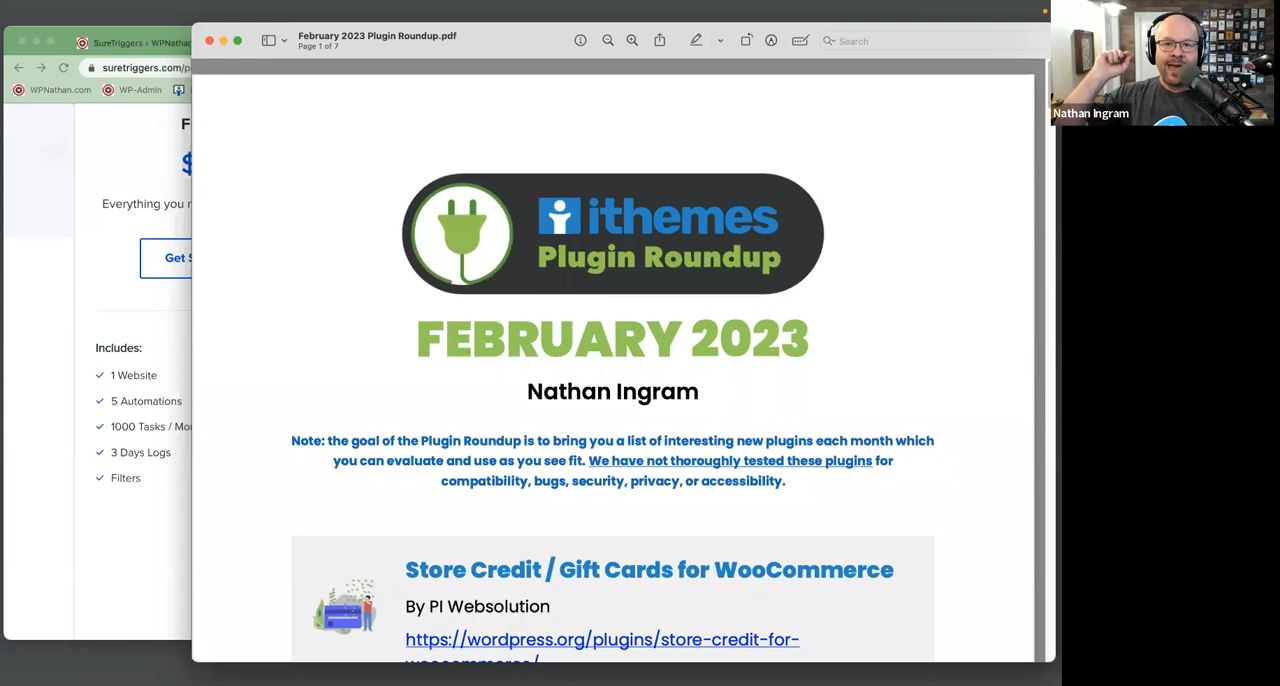 SureTriggers ‹ WPNathan
suretriggers.com/p
WPNathan.com
WP-Admin
F
$
Everything you r
Get S
Includes:
1 Website
5 Automations
1000 Tasks / Mo
3 Days Logs
Filters
February 2023 Plugin Roundup.pdf
Page 1 of 7
Search
ithemes
Plugin Roundup
FEBRUARY 2023
Nathan Ingram
Note: the goal of the Plugin Roundup is to bring you a list of interesting new plugins each month which
you can evaluate and use as you see fit. We have not thoroughly tested these plugins for
compatibility, bugs, security, privacy, or accessibility.
Store Credit / Gift Cards for WooCommerce
By PI Websolution
https://wordpress.org/plugins/store-credit-for-
woocommerce/
Nathan Ingram